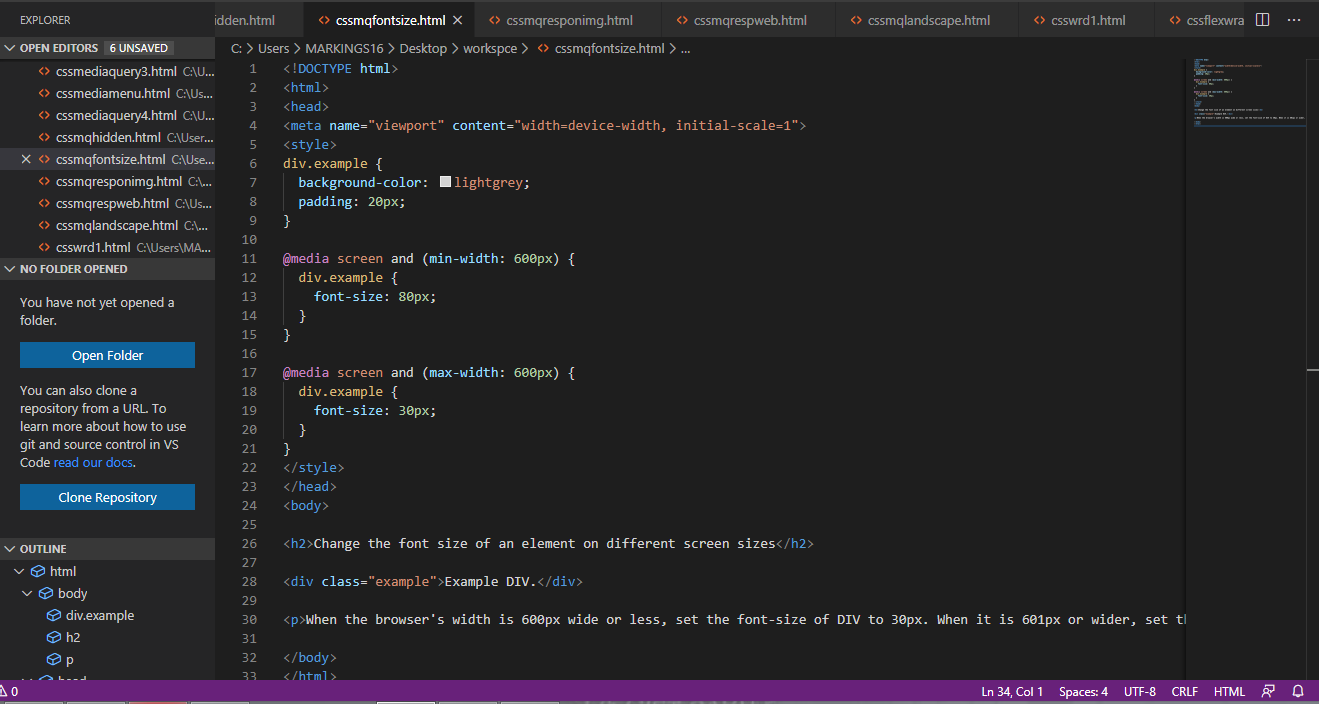 EXPLORER
OPEN EDITORS 6 UNSAVED
cssmediaquery3.html C:\U...
cssmediamenu.html C:\Us...
cssmediaquery4.html C:\U...
cssmqhidden.html C:\User...
cssmqfontsize.html C:\Use...
cssmqresponimg.html C:\...
cssmqrespweb.html C:\Us...
cssmqlandscape.html C:\...
csswrd1.html C:\Users\MA...
NO FOLDER OPENED
You have not yet opened a
folder.
Open Folder
You can also clone a
repository from a URL. To
learn more about how to use
git and source control in VS
Code read our docs.
Clone Repository
OUTLINE
html
body
div.example
h2
p
head
idden.html cssmqfontsize.html cssmqresponimg.html cssmqrespweb.html cssmqlandscape.html csswrd1.html cssflexwra
C: > Users > MARKINGS16 > Desktop > workspce > cssmqfontsize.html > ...
1 <!DOCTYPE html>
2 <html>
3 <head>
4 <meta name="viewport" content="width=device-width, initial-scale=1">
5 <style>
6 div.example {
7 background-color: lightgrey;
8 padding: 20px;
9 }
10
11 @media screen and (min-width: 600px) {
12 div.example {
13 font-size: 80px;
14 }
15 }
16
17 @media screen and (max-width: 600px) {
18 div.example {
19 font-size: 30px;
20 }
21 }
22 </style>
23 </head>
24 <body>
25
26 <h2>Change the font size of an element on different screen sizes</h2>
27
28 <div class="example">Example DIV.</div>
29
30 <p>When the browser's width is 600px wide or less, set the font-size of DIV to 30px. When it is 601px or wider, set th
31
32 </body>
33 </html>
0 Ln 34, Col 1 Spaces: 4 UTF-8 CRLF HTML